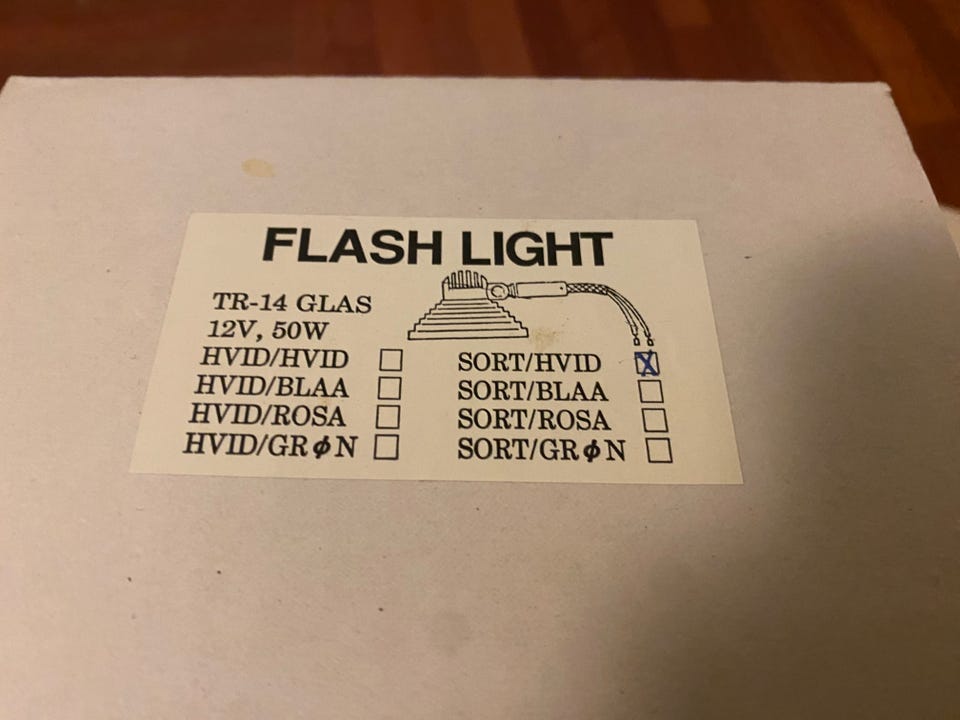 FLASH LIGHT
TR-14 GLAS
12V, 50W
HVID/HVID
HVID/BLAA
HVID/ROSA
HVID/GRϕN
SORT/HVID X
SORT/BLAA
SORT/ROSA
SORT/GRϕN